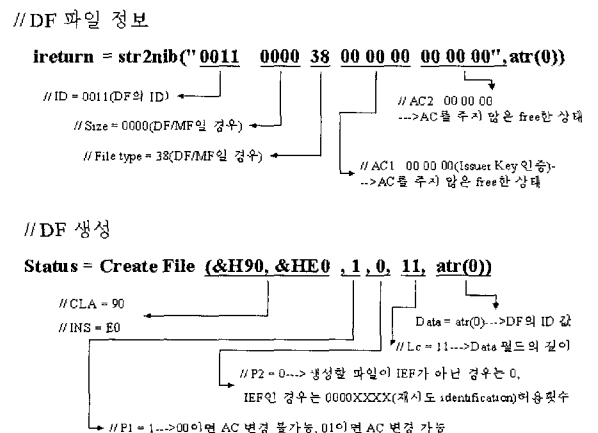 // DF 파일 정보
ireturn = str2nib("0011 0000 38 00 00 00 00 00 00",atr(0))
// ID = 0011(DF의 ID)
// AC2 00 00 00
--->AC를 주지 않은 free한 상태
// Size = 0000(DF/MF일 경우)
// File type = 38(DF/MF일 경우)
// AC1 00 00 00(Issuer Key 인증)-
-->AC를 주지 않은 free한 상태
// DF 생성
Status = Create File (&H90, &HE0 ,1 ,0, 11, atr(0))
// CLA = 90
// INS = E0
Data = atr(0)--->DF의 ID 값
// Lc = 11--->Data 필드의 길이
// P2 = 0---> 생성할 파일이 IEF가 아닌 경우는 0,
IEF인 경우는 0000XXXX(재시도 identification)허용횟수
// P1 = 1--->00이면 AC 변경 불가능, 01이면 AC 변경 가능